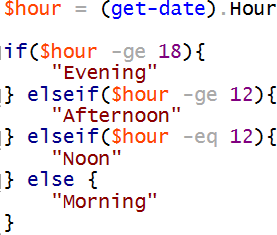 $hour = (get-date).Hour
if($hour -ge 18){
"Evening"
} elseif($hour -ge 12){
"Afternoon"
} elseif($hour -eq 12){
"Noon"
} else {
"Morning"
}